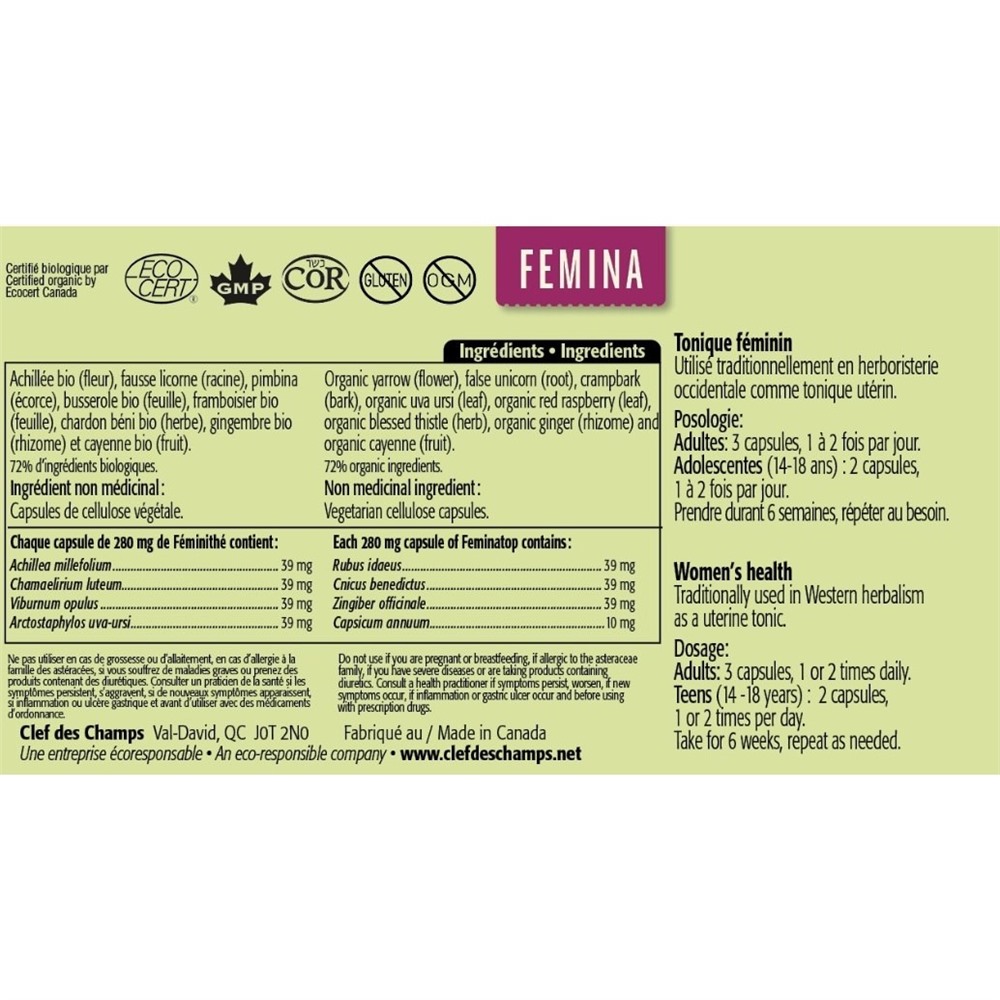 Certifié biologique par
Certified organic by
Ecocert Canada
ECO
CERT
®
GMP
כשר
COR
GLUTEN
OGM
FEMINA
Ingrédients • Ingredients
Achillée bio (fleur), fausse licorne (racine), pimbina
(écorce), busserole bio (feuille), framboisier bio
(feuille), chardon béni bio (herbe), gingembre bio
(rhizome) et cayenne bio (fruit).
72% d'ingrédients biologiques.
Ingrédient non médicinal :
Capsules de cellulose végétale.
Organic yarrow (flower), false unicorn (root), crampbark
(bark), organic uva ursi (leaf), organic red raspberry (leaf),
organic blessed thistle (herb), organic ginger (rhizome) and
organic cayenne (fruit).
72% organic ingredients.
Non medicinal ingredient :
Vegetarian cellulose capsules.
Chaque capsule de 280 mg de Féminithé contient :
Achillea millefolium 39 mg
Chamaelirium luteum 39 mg
Viburnum opulus 39 mg
Arctostaphylos uva-ursi 39 mg
Each 280 mg capsule of Feminatop contains :
Rubus idaeus 39 mg
Cnicus benedictus 39 mg
Zingiber officinale 39 mg
Capsicum annuum 10 mg
Ne pas utiliser en cas de grossesse ou d'allaitement, en cas d'allergie à la
famille des astéracées, si vous souffrez de maladies graves ou prenez des
produits contenant des diurétiques. Consulter un praticien de la santé si les
symptômes persistent, s'aggravent, si de nouveaux symptômes apparaissent,
si inflammation ou ulcère gastrique et avant d'utiliser avec des médicaments
d'ordonnance.
Do not use if you are pregnant or breastfeeding, if allergic to the asteraceae
family, if you have severe diseases or are taking products containing
diuretics. Consult a health practitioner if symptoms persist, worsen, if new
symptoms occur, if inflammation or gastric ulcer occur and before using
with prescription drugs.
Clef des Champs Val-David, QC J0T 2N0 Fabriqué au / Made in Canada
Une entreprise écoresponsable • An eco-responsible company • www.clefdeschamps.net
Tonique féminin
Utilisé traditionnellement en herboristerie
occidentale comme tonique utérin.
Posologie:
Adultes: 3 capsules, 1 à 2 fois par jour.
Adolescentes (14-18 ans) : 2 capsules,
1 à 2 fois par jour.
Prendre durant 6 semaines, répéter au besoin.
Women's health
Traditionally used in Western herbalism
as a uterine tonic.
Dosage:
Adults: 3 capsules, 1 or 2 times daily.
Teens (14 -18 years) : 2 capsules,
1 or 2 times per day.
Take for 6 weeks, repeat as needed.